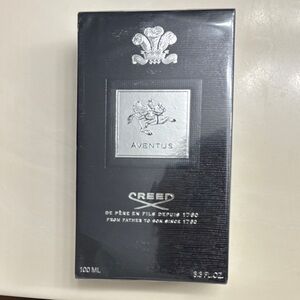 AVENTUS
CREED
DE PÈRE EN FILS DEPUIS 1760
FROM FATHER TO SON SINCE 1760
100 ML
3.3 FL.OZ.